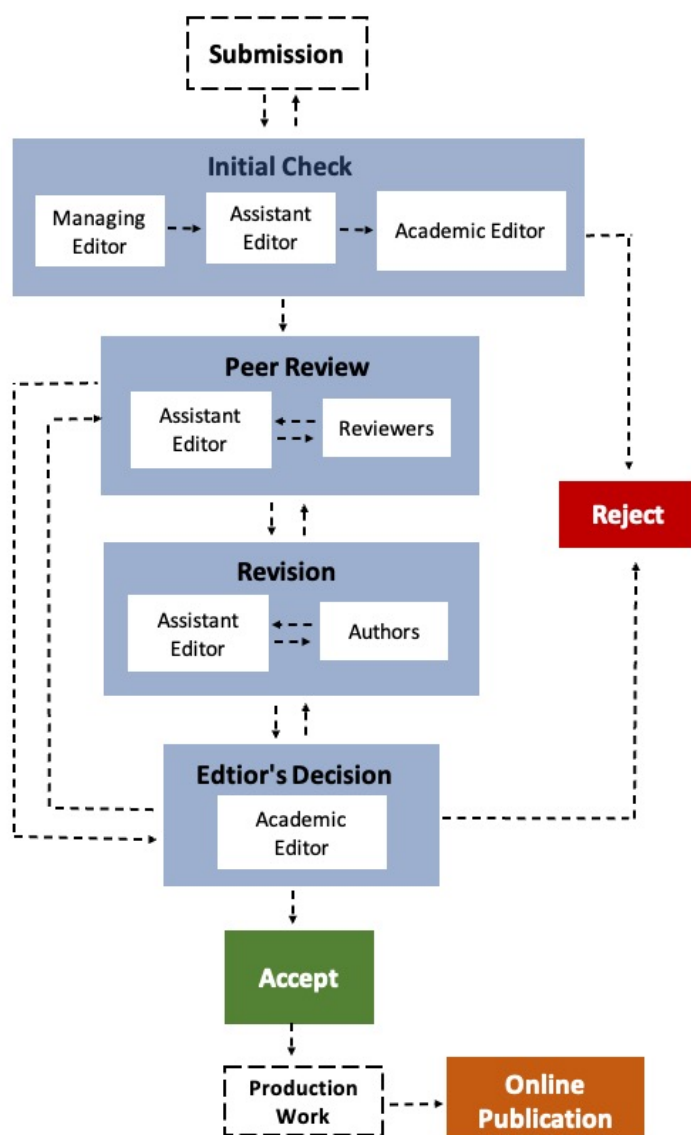 Submission
Initial Check
Managing
Editor
Assistant
Editor
Academic Editor
Peer Review
Assistant
Editor
Reviewers
Reject
Revision
Assistant
Editor
Authors
Edtior's Decision
Academic
Editor
Accept
Production
Work
Online
Publication